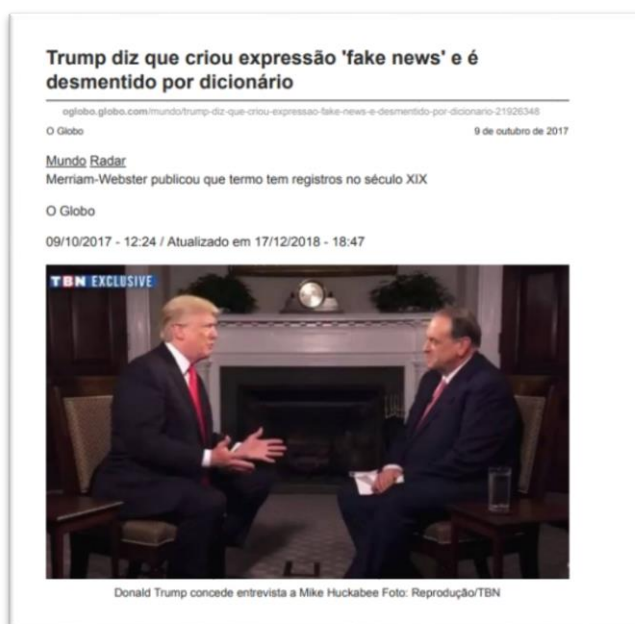 Trump diz que criou expressão 'fake news' e é
desmentido por dicionário
oglobo.globo.com/mundo/trump-diz-que-criou-expressao-fake-news-e-desmentido-por-dicionario-21926348
O Globo
9 de outubro de 2017
Mundo Radar
Merriam-Webster publicou que termo tem registros no século XIX
O Globo
09/10/2017 - 12:24 / Atualizado em 17/12/2018 - 18:47
TBN EXCLUSIVE
Donald Trump concede entrevista a Mike Huckabee Foto: Reprodução/TBN